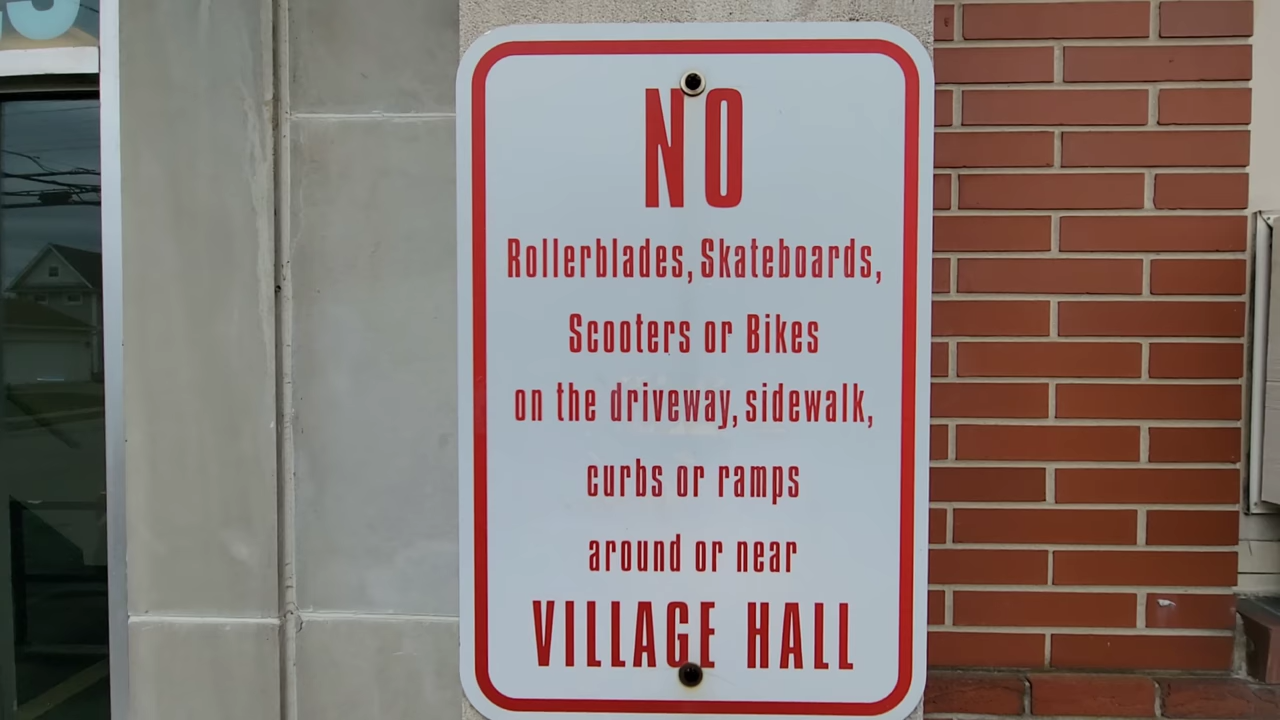 NO
Rollerblades, Skateboards,
Scooters or Bikes
on the driveway, sidewalk,
curbs or ramps
around or near
VILLAGE HALL